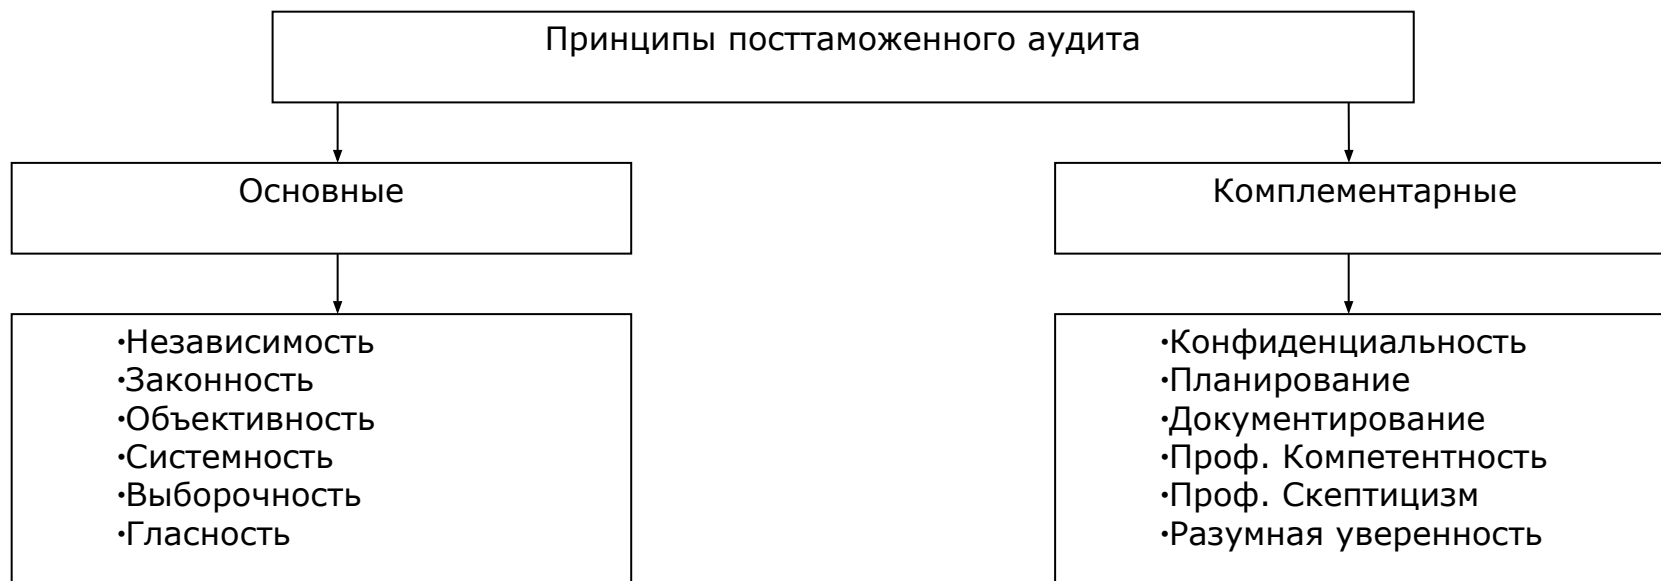 Принципы посттаможенного аудита
Основные
Комплементарные
·Независимость
·Законность
·Объективность
·Системность
·Выборочность
·Гласность
·Конфиденциальность
·Планирование
·Документирование
·Проф. Компетентность
·Проф. Скептицизм
·Разумная уверенность